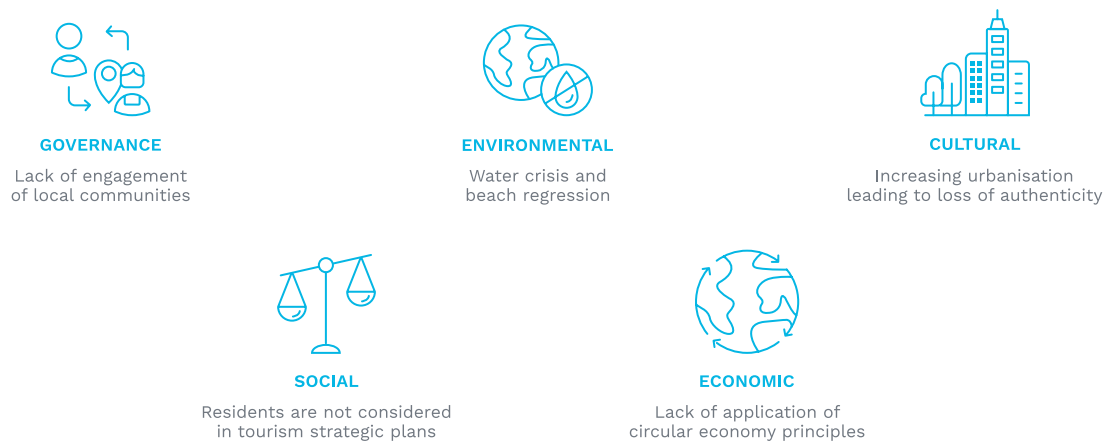 GOVERNANCE
Lack of engagement
of local communities
ENVIRONMENTAL
Water crisis and
beach regression
CULTURAL
Increasing urbanisation
leading to loss of authenticity
SOCIAL
Residents are not considered
in tourism strategic plans
ECONOMIC
Lack of application of
circular economy principles